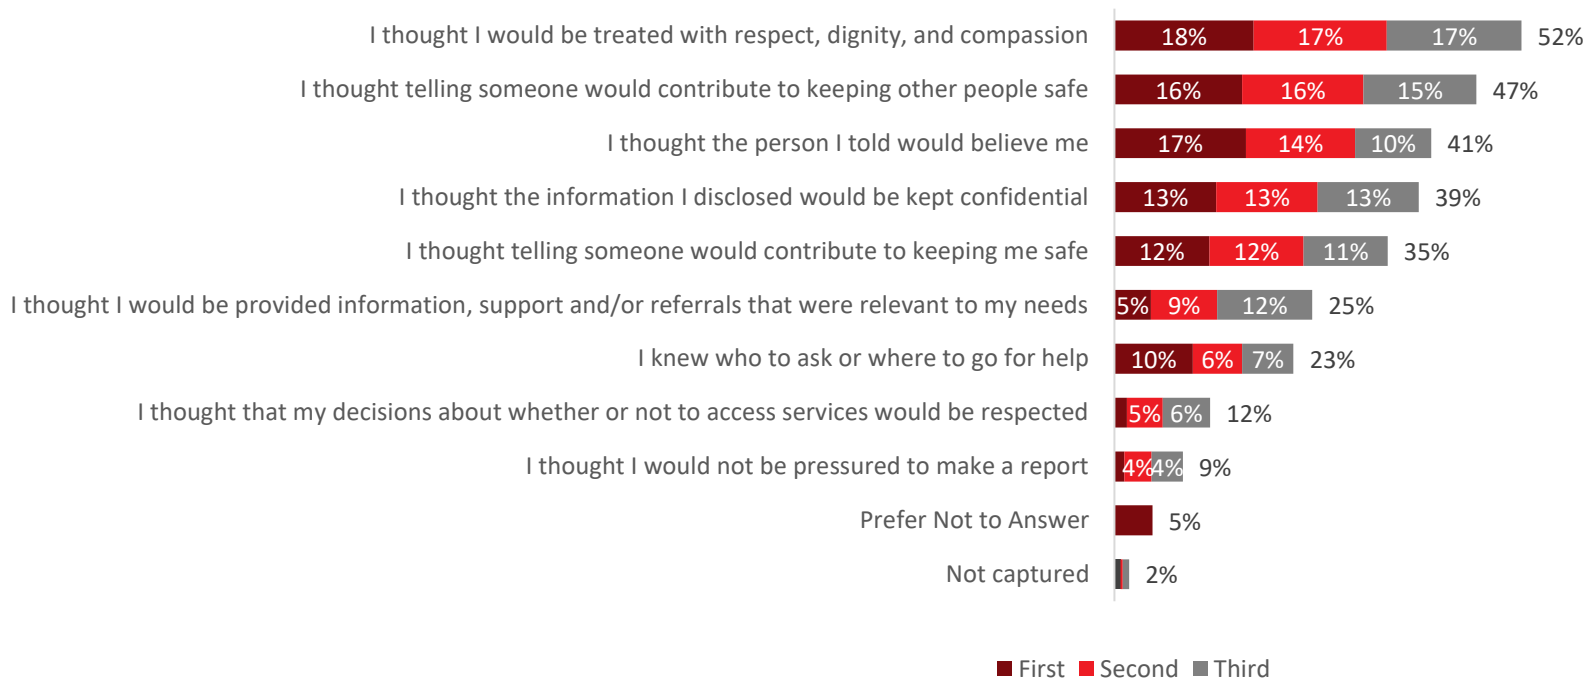 I thought I would be treated with respect, dignity, and compassion 18% 17% 17% 52%
I thought telling someone would contribute to keeping other people safe 16% 16% 15% 47%
I thought the person I told would believe me 17% 14% 10% 41%
I thought the information I disclosed would be kept confidential 13% 13% 13% 39%
I thought telling someone would contribute to keeping me safe 12% 12% 11% 35%
I thought I would be provided information, support and/or referrals that were relevant to my needs 5% 9% 12% 25%
I knew who to ask or where to go for help 10% 6% 7% 23%
I thought that my decisions about whether or not to access services would be respected 5% 6% 12%
I thought I would not be pressured to make a report 4% 4% 9%
Prefer Not to Answer 5%
Not captured 2%
First Second Third